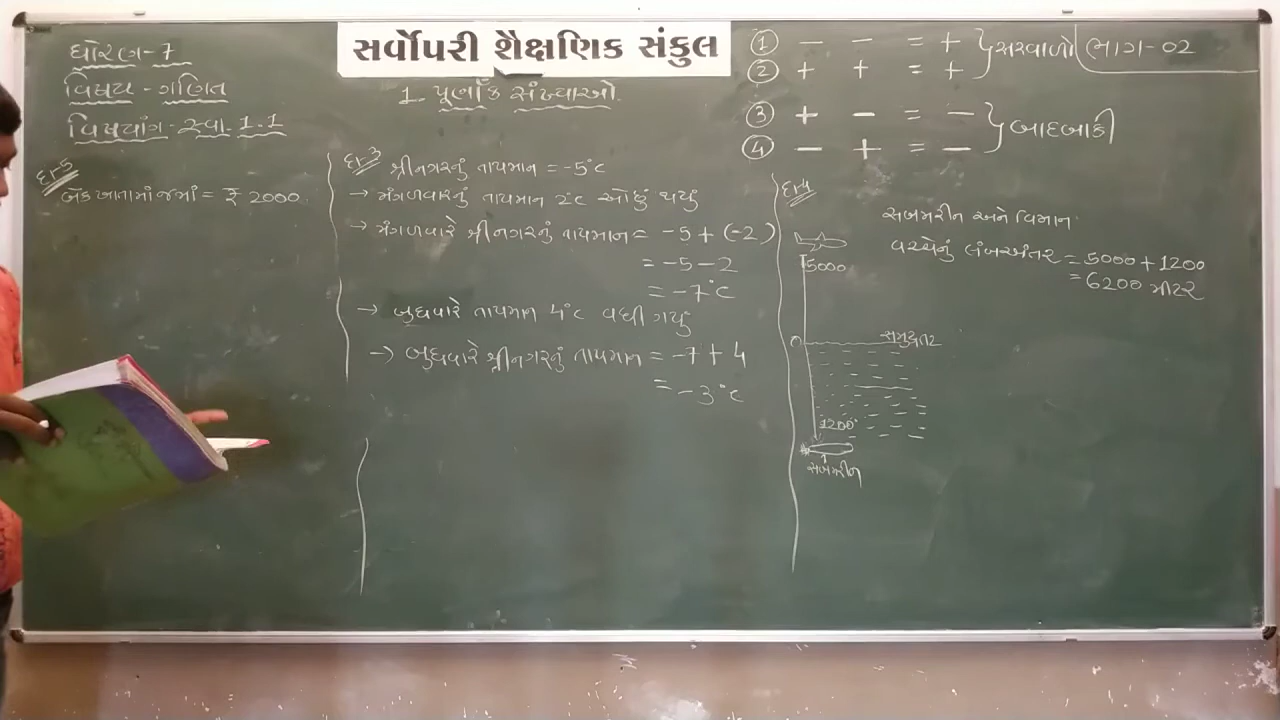 ધોરણ-7
વિષય - ગણિત
વિષયાંગ - સ્વા. 1.1
સર્વોપરી શૈક્ષણિક સંકુલ
1. પૂર્ણાંક સંખ્યાઓ.
① - - = +
② + + = +
સરવાળો
ભાગ-02
③ + - = -
④ - + = -
બાદબાકી
દા-5
બેંક ખાતામાં જમા = ₹ 2000
દા-3 શ્રીનગરનું તાપમાન = -5°C
→ મંગળવારનું તાપમાન 2°C ઓછું થયું
→ મંગળવારે શ્રીનગરનું તાપમાન = -5 + (-2)
= -5 - 2
= -7°C
→ બુધવારે તાપમાન 4°C વધી ગયું
→ બુધવારે શ્રીનગરનું તાપમાન = -7 + 4
= -3°C
દા-4
સબમરીન અને વિમાન
વચ્ચેનું લંબઅંતર = 5000 + 1200
= 6200 મીટર
5000
0
1200
સબમરીન